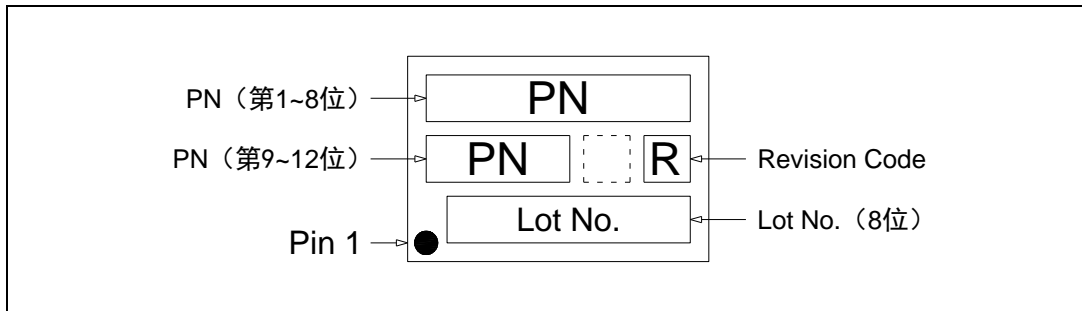 PN（第1~8位） PN
PN（第9~12位） PN R Revision Code
Lot No. Lot No.（8位）
Pin 1